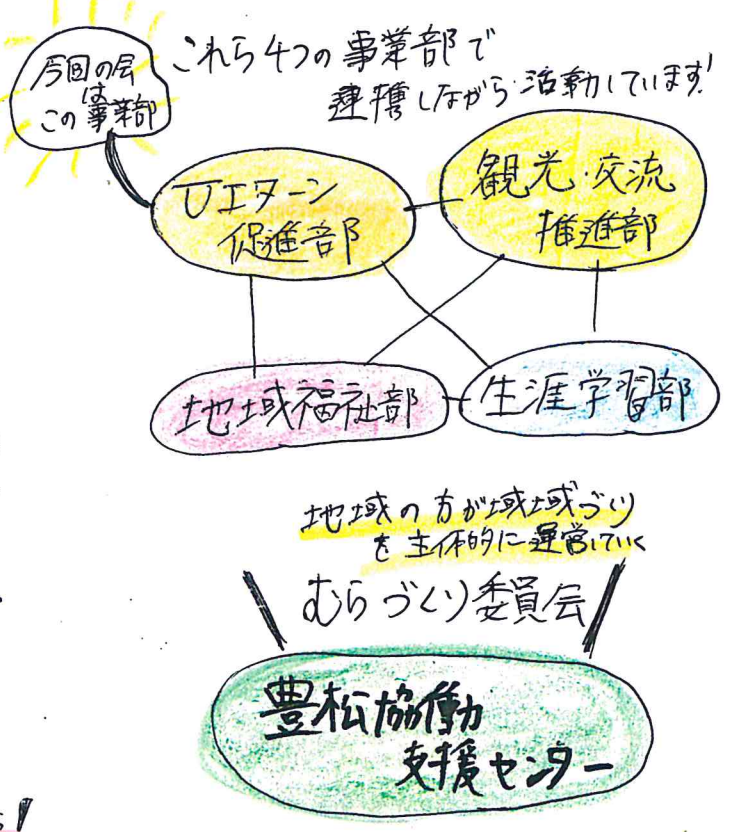 今回の会
は
この事業部
これら4つの事業部で
連携しながら活動しています!
UIターン
促進部
観光・交流
推進部
地域福祉部
生涯学習部
地域の方が域域づくり
を主体的に運営していく
むらづくり委員会
豊松協働
支援センター